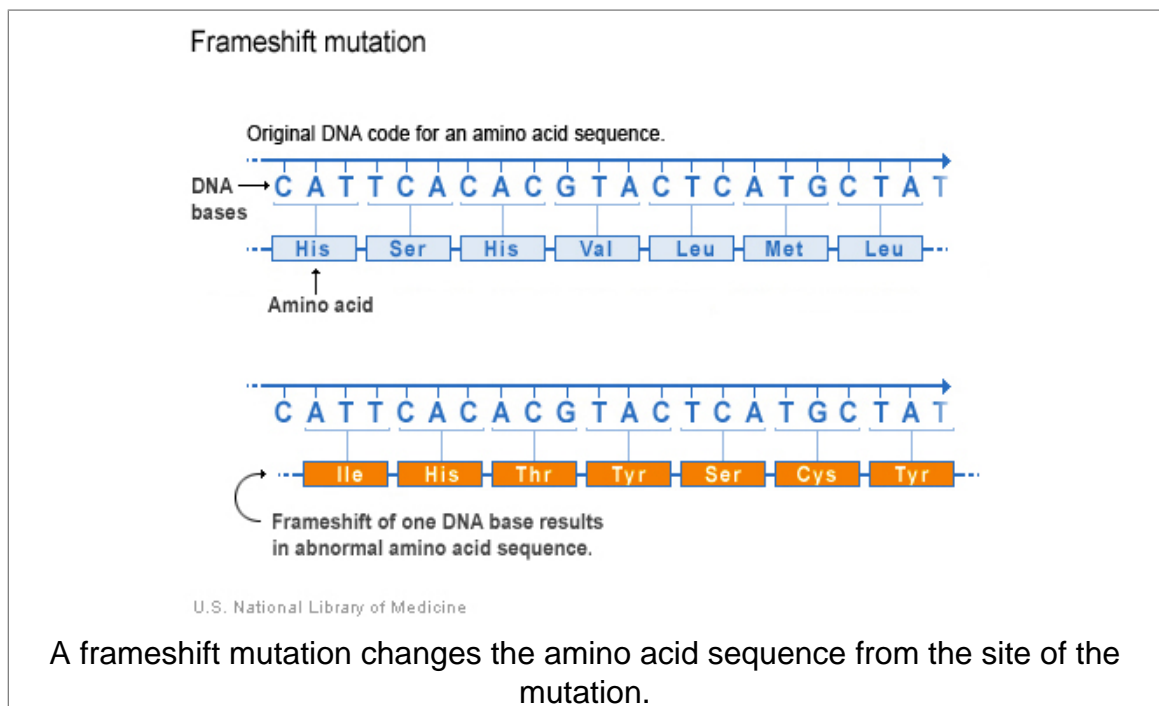 Frameshift mutation
Original DNA code for an amino acid sequence.
DNA bases
C A T T C A C A C G T A C T C A T G C T A T
His Ser His Val Leu Met Leu
Amino acid
C A T T C A C A C G T A C T C A T G C T A T
Ile His Thr Tyr Ser Cys Tyr
Frameshift of one DNA base results
in abnormal amino acid sequence.
U.S. National Library of Medicine
A frameshift mutation changes the amino acid sequence from the site of the
mutation.